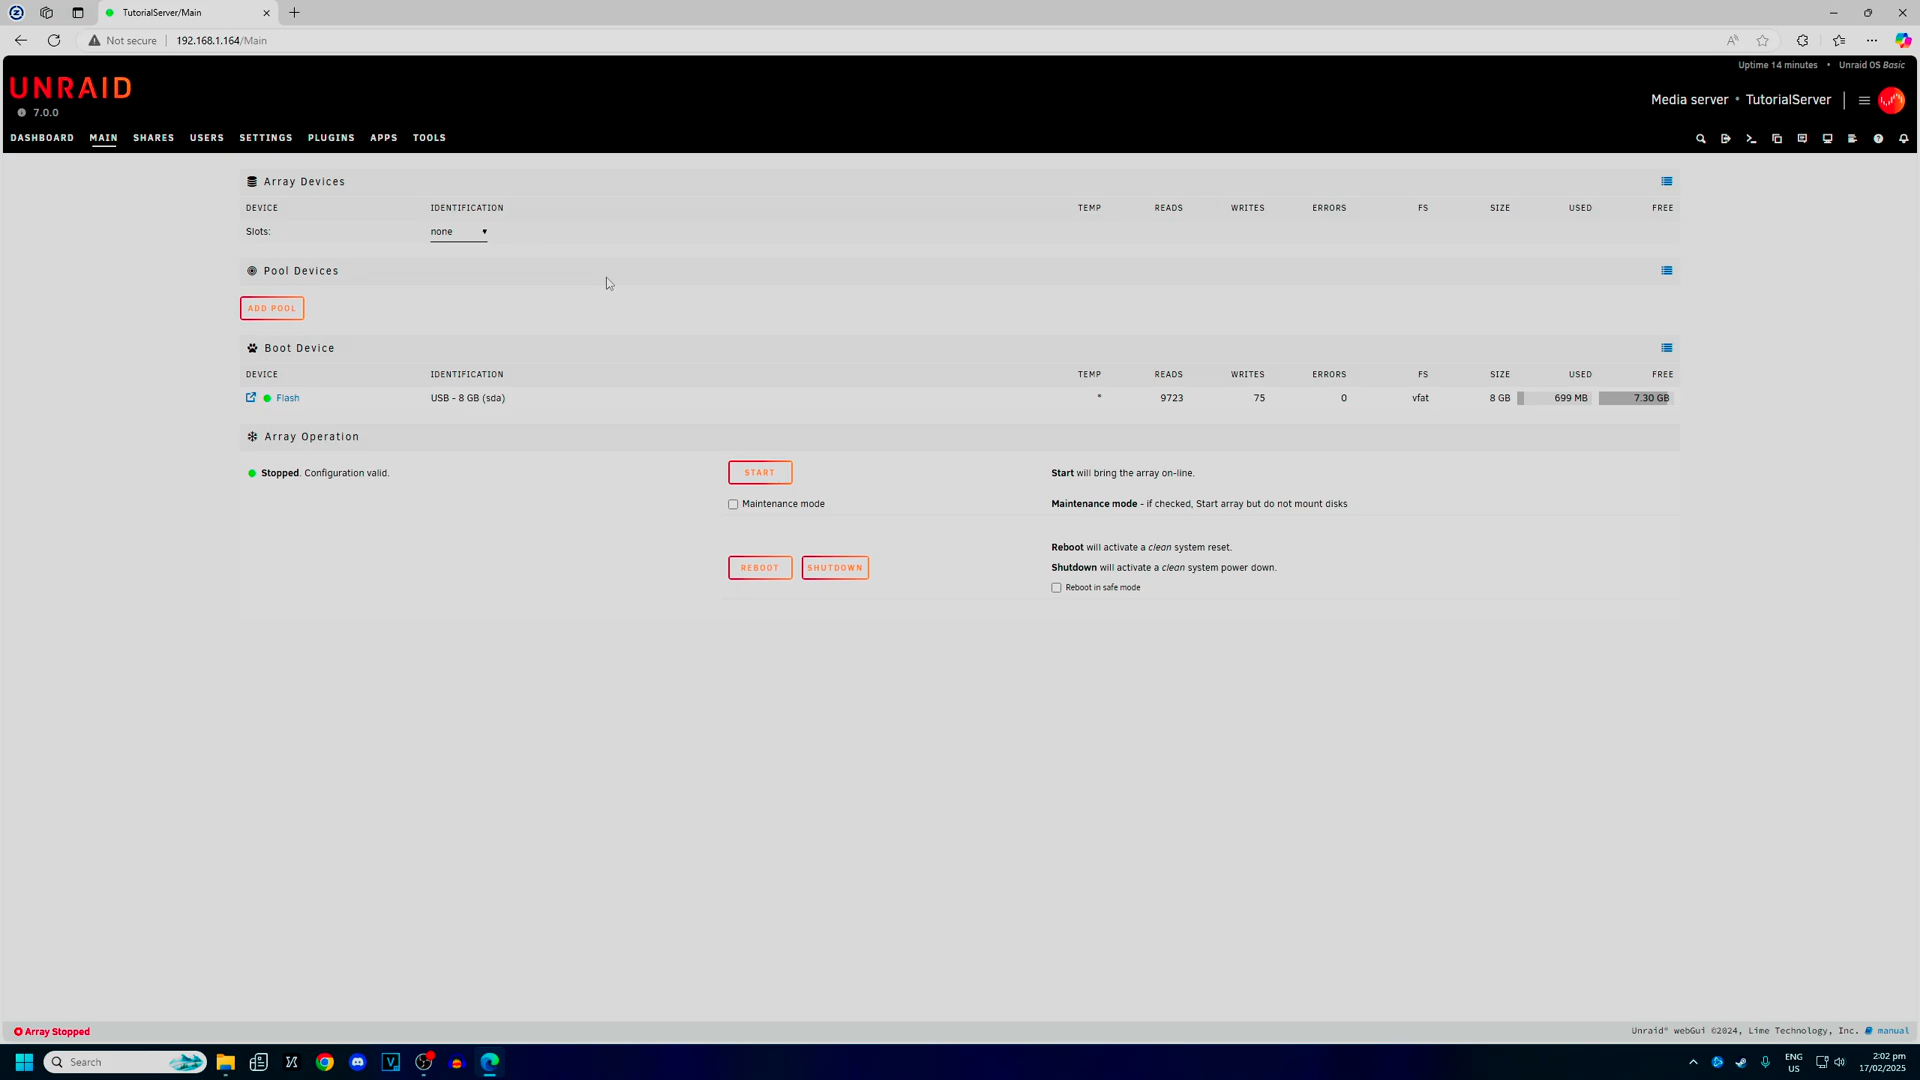 TutorialServer/Main
Not secure 192.168.1.164/Main
Uptime 14 minutes • Unraid OS Basic
UNRAID
7.0.0
Media server • TutorialServer
DASHBOARD MAIN SHARES USERS SETTINGS PLUGINS APPS TOOLS
Array Devices
DEVICE IDENTIFICATION TEMP READS WRITES ERRORS FS SIZE USED FREE
Slots: none
Pool Devices
ADD POOL
Boot Device
DEVICE IDENTIFICATION TEMP READS WRITES ERRORS FS SIZE USED FREE
Flash USB - 8 GB (sda) * 9723 75 0 vfat 8 GB 699 MB 7.30 GB
Array Operation
Stopped. Configuration valid. START Start will bring the array on-line.
Maintenance mode Maintenance mode - if checked, Start array but do not mount disks
Reboot will activate a clean system reset.
REBOOT SHUTDOWN Shutdown will activate a clean system power down.
Reboot in safe mode
Array Stopped Unraid® webGui ©2024, Lime Technology, Inc. manual
Search ENG 2:02 pm
US 17/02/2025